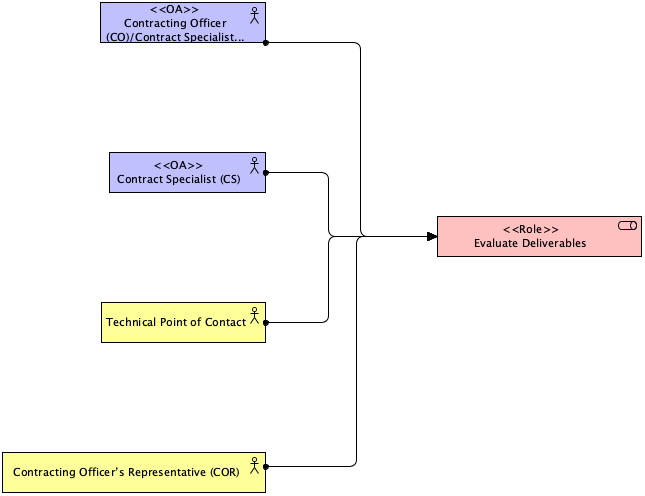 <<OA>>
Contracting Officer
(CO)/Contract Specialist...
<<OA>>
Contract Specialist (CS)
<<Role>>
Evaluate Deliverables
Technical Point of Contact
Contracting Officer's Representative (COR)